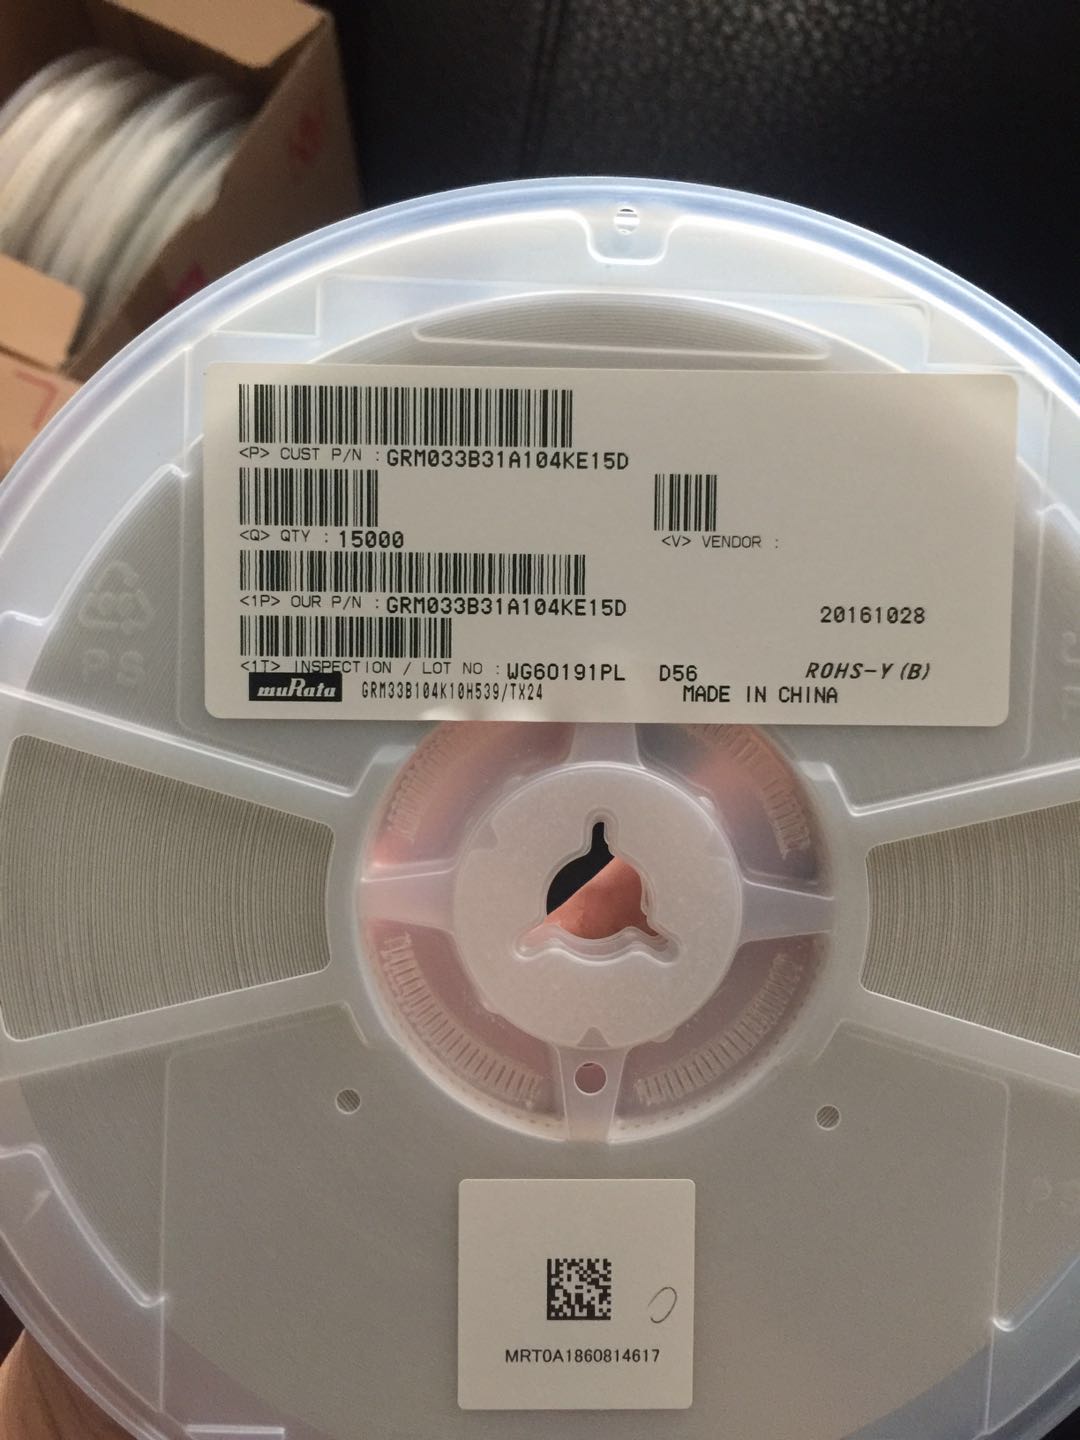 <P> CUST P/N : GRM033B31A104KE15D
<Q> QTY : 15000
<V> VENDOR :
<1P> OUR P/N : GRM033B31A104KE15D
20161028
<1T> INSPECTION / LOT NO : WG60191PL D56 ROHS-Y (B)
muRata GRM33B104K10H539/TX24 MADE IN CHINA
PS
MRT0A1860814617